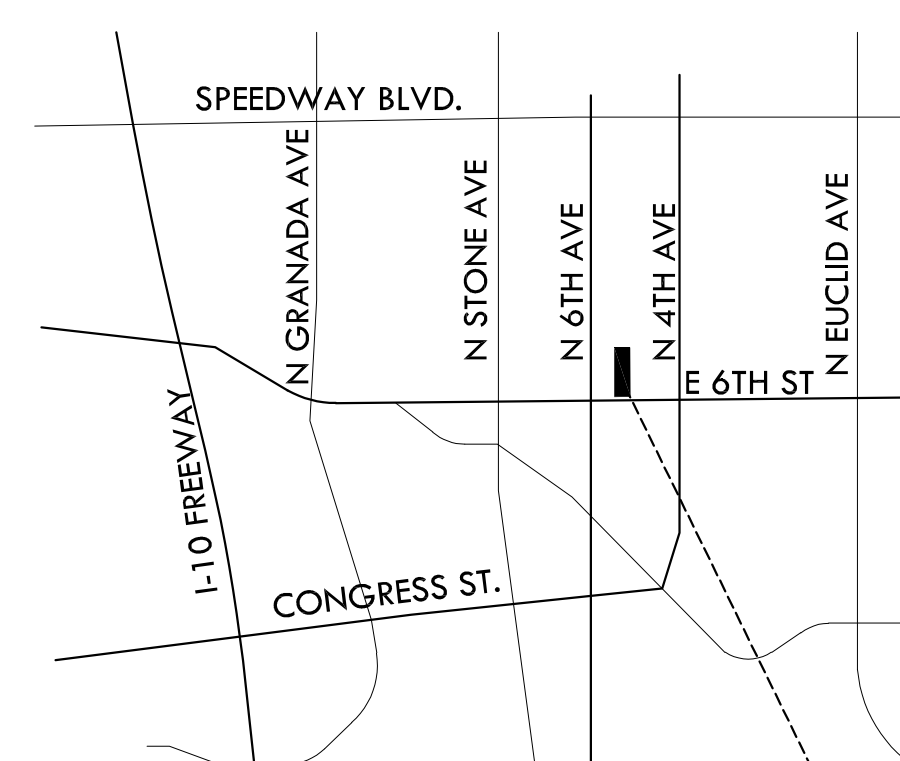 SPEEDWAY BLVD.
N GRANADA AVE
N STONE AVE
N 6TH AVE
N 4TH AVE
N EUCLID AVE
E 6TH ST
I-10 FREEWAY
CONGRESS ST.